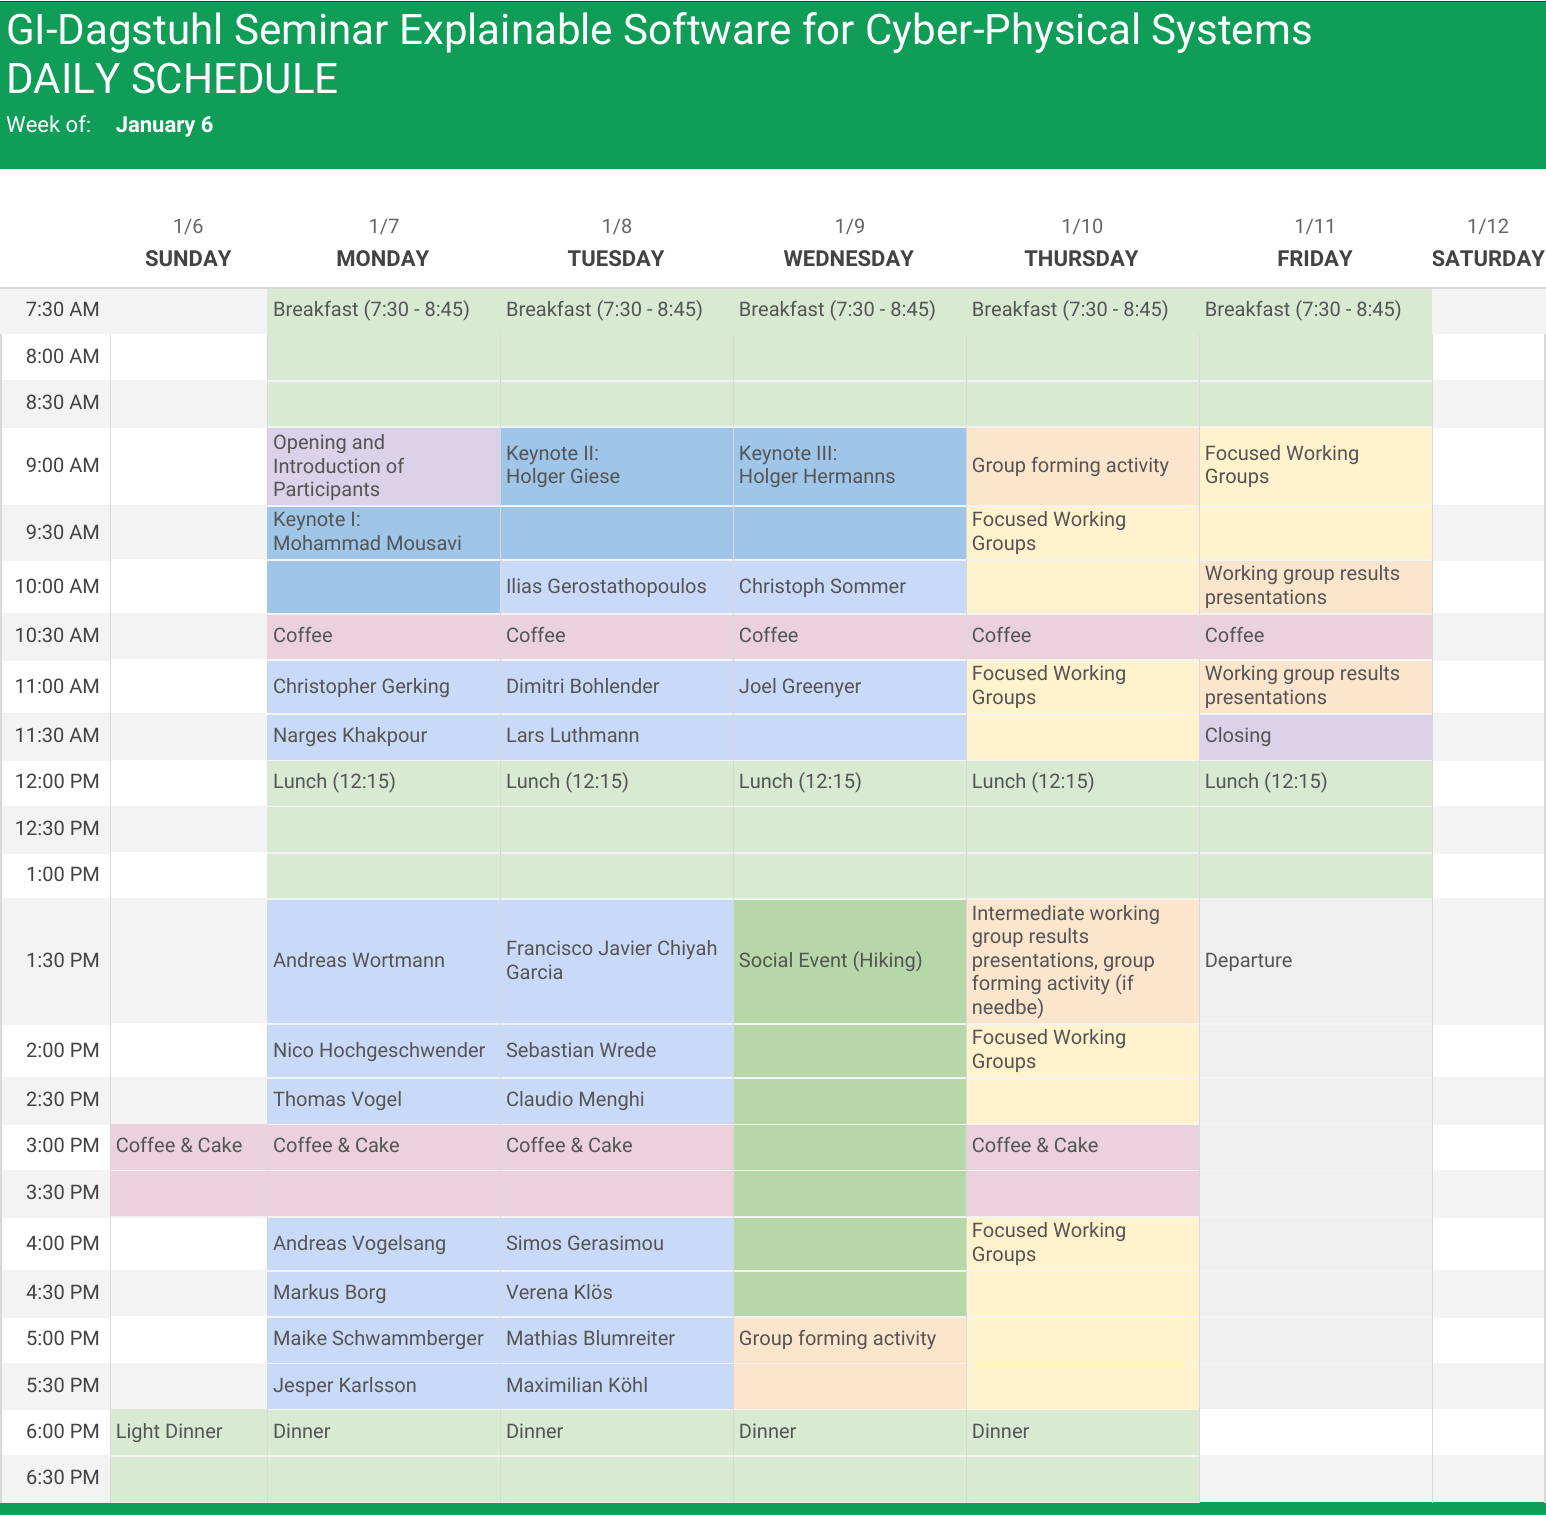 GI-Dagstuhl Seminar Explainable Software for Cyber-Physical Systems
DAILY SCHEDULE
Week of: January 6
1/6 1/7 1/8 1/9 1/10 1/11 1/12
SUNDAY MONDAY TUESDAY WEDNESDAY THURSDAY FRIDAY SATURDAY
7:30 AM Breakfast (7:30 - 8:45) Breakfast (7:30 - 8:45) Breakfast (7:30 - 8:45) Breakfast (7:30 - 8:45) Breakfast (7:30 - 8:45)
8:00 AM
8:30 AM
9:00 AM
Opening and
Introduction of
Participants
Keynote II:
Holger Giese
Keynote III:
Holger Hermanns
Group forming activity
Focused Working
Groups
9:30 AM
Keynote I:
Mohammad Mousavi
Focused Working
Groups
10:00 AM Ilias Gerostathopoulos Christoph Sommer
Working group results
presentations
10:30 AM Coffee Coffee Coffee Coffee Coffee
11:00 AM Christopher Gerking Dimitri Bohlender Joel Greenyer
Focused Working
Groups
Working group results
presentations
11:30 AM Narges Khakpour Lars Luthmann Closing
12:00 PM Lunch (12:15) Lunch (12:15) Lunch (12:15) Lunch (12:15) Lunch (12:15)
12:30 PM
1:00 PM
1:30 PM Andreas Wortmann
Francisco Javier Chiyah
Garcia
Social Event (Hiking)
Intermediate working
group results
presentations, group
forming activity (if
needbe)
Departure
2:00 PM Nico Hochgeschwender Sebastian Wrede
Focused Working
Groups
2:30 PM Thomas Vogel Claudio Menghi
3:00 PM Coffee & Cake Coffee & Cake Coffee & Cake Coffee & Cake
3:30 PM
4:00 PM Andreas Vogelsang Simos Gerasimou
Focused Working
Groups
4:30 PM Markus Borg Verena Klös
5:00 PM Maike Schwammberger Mathias Blumreiter Group forming activity
5:30 PM Jesper Karlsson Maximilian Köhl
6:00 PM Light Dinner Dinner Dinner Dinner Dinner
6:30 PM